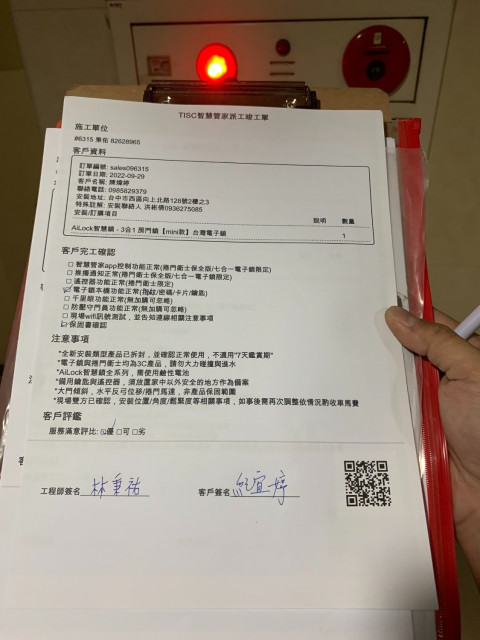 TISC智慧管家派工竣工單
施工單位
#6315 秉佑 82628965
客戶資料
訂單編號: sales096315
訂單日期: 2022-09-29
客戶名稱: 陳煒婷
聯絡電話: 0985829379
安裝地址: 台中市西區向上北路128號2樓之3
特殊註解: 安裝聯絡人 洪彬倩0936275085
安裝/訂購項目 說明 數量
AiLock智慧鎖 - 3合1 房門鎖【mini款】台灣電子鎖 1
客戶完工確認
□ 智慧管家app控制功能正常(捲門衛士保全版/七合一電子鎖限定)
□ 推播通知正常(捲門衛士保全版/七合一電子鎖限定)
□ 遙控器功能正常(捲門衛士限定)
☑ 電子鎖本機功能正常(指紋/密碼/卡片/鑰匙)
□ 千里眼功能正常(無加購可忽略)
□ 防壓守門員功能正常(無加購可忽略)
□ 現場wifi訊號測試，並告知連線相關注意事項
☑ 保固書確認
注意事項
*全新安裝類型產品已拆封，並確認正常使用，不適用"7天鑑賞期"
*電子鎖與捲門衛士均為3C產品，請勿大力碰撞與進水
*AiLock智慧鎖全系列，需使用鹼性電池
*備用鑰匙與遙控器，須放置家中以外安全的地方作為備案
*大門傾斜，水平反弓位移/捲門馬達，非產品保固範圍
*現場雙方已確認，安裝位置/角度/鬆緊度等相關事項，如事後需再次調整依情況酌收車馬費
客戶評鑑
服務滿意評比: ☑優 □可 □劣
工程師簽名 林秉祐 客戶簽名 紀宜婷